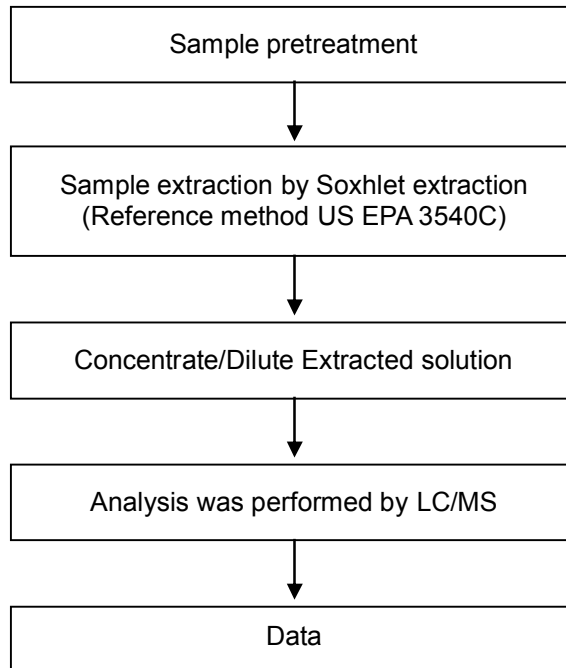 Sample pretreatment
Sample extraction by Soxhlet extraction
(Reference method US EPA 3540C)
Concentrate/Dilute Extracted solution
Analysis was performed by LC/MS
Data